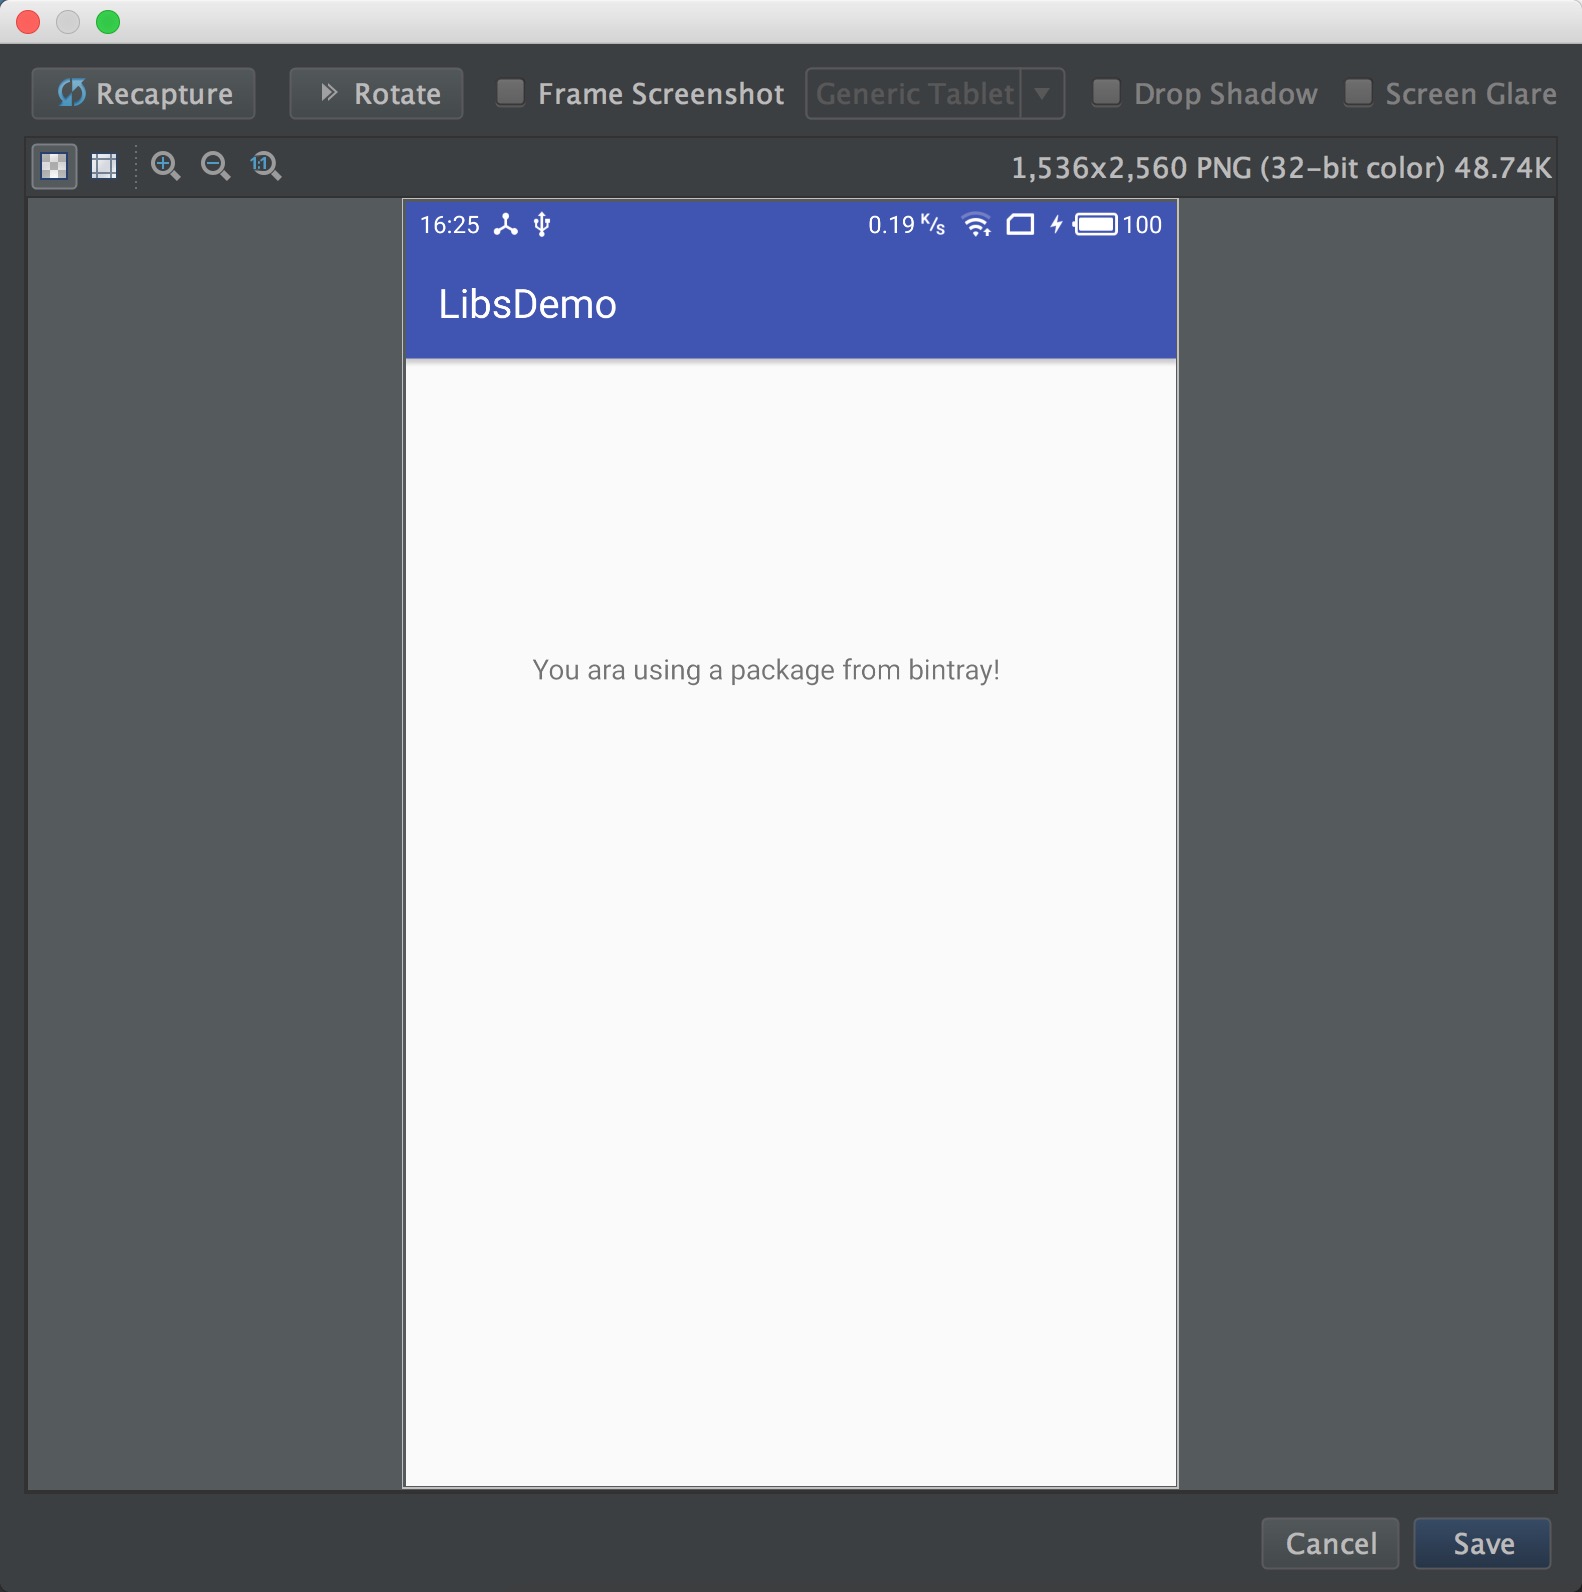 Recapture Rotate Frame Screenshot Generic Tablet Drop Shadow Screen Glare
1:1 1,536x2,560 PNG (32-bit color) 48.74K
16:25 0.19 K/s 100
LibsDemo
You ara using a package from bintray!
Cancel Save